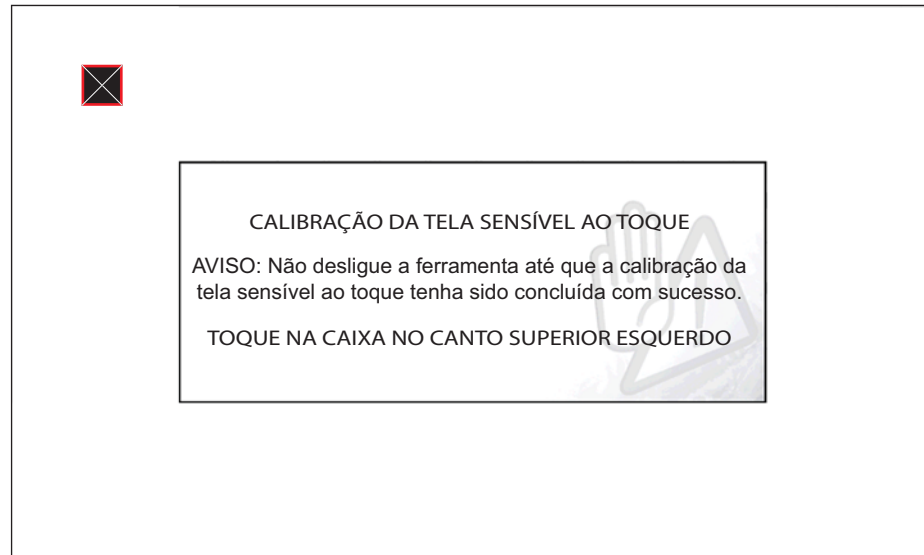 CALIBRAÇÃO DA TELA SENSÍVEL AO TOQUE
AVISO: Não desligue a ferramenta até que a calibração da
tela sensível ao toque tenha sido concluída com sucesso.
TOQUE NA CAIXA NO CANTO SUPERIOR ESQUERDO